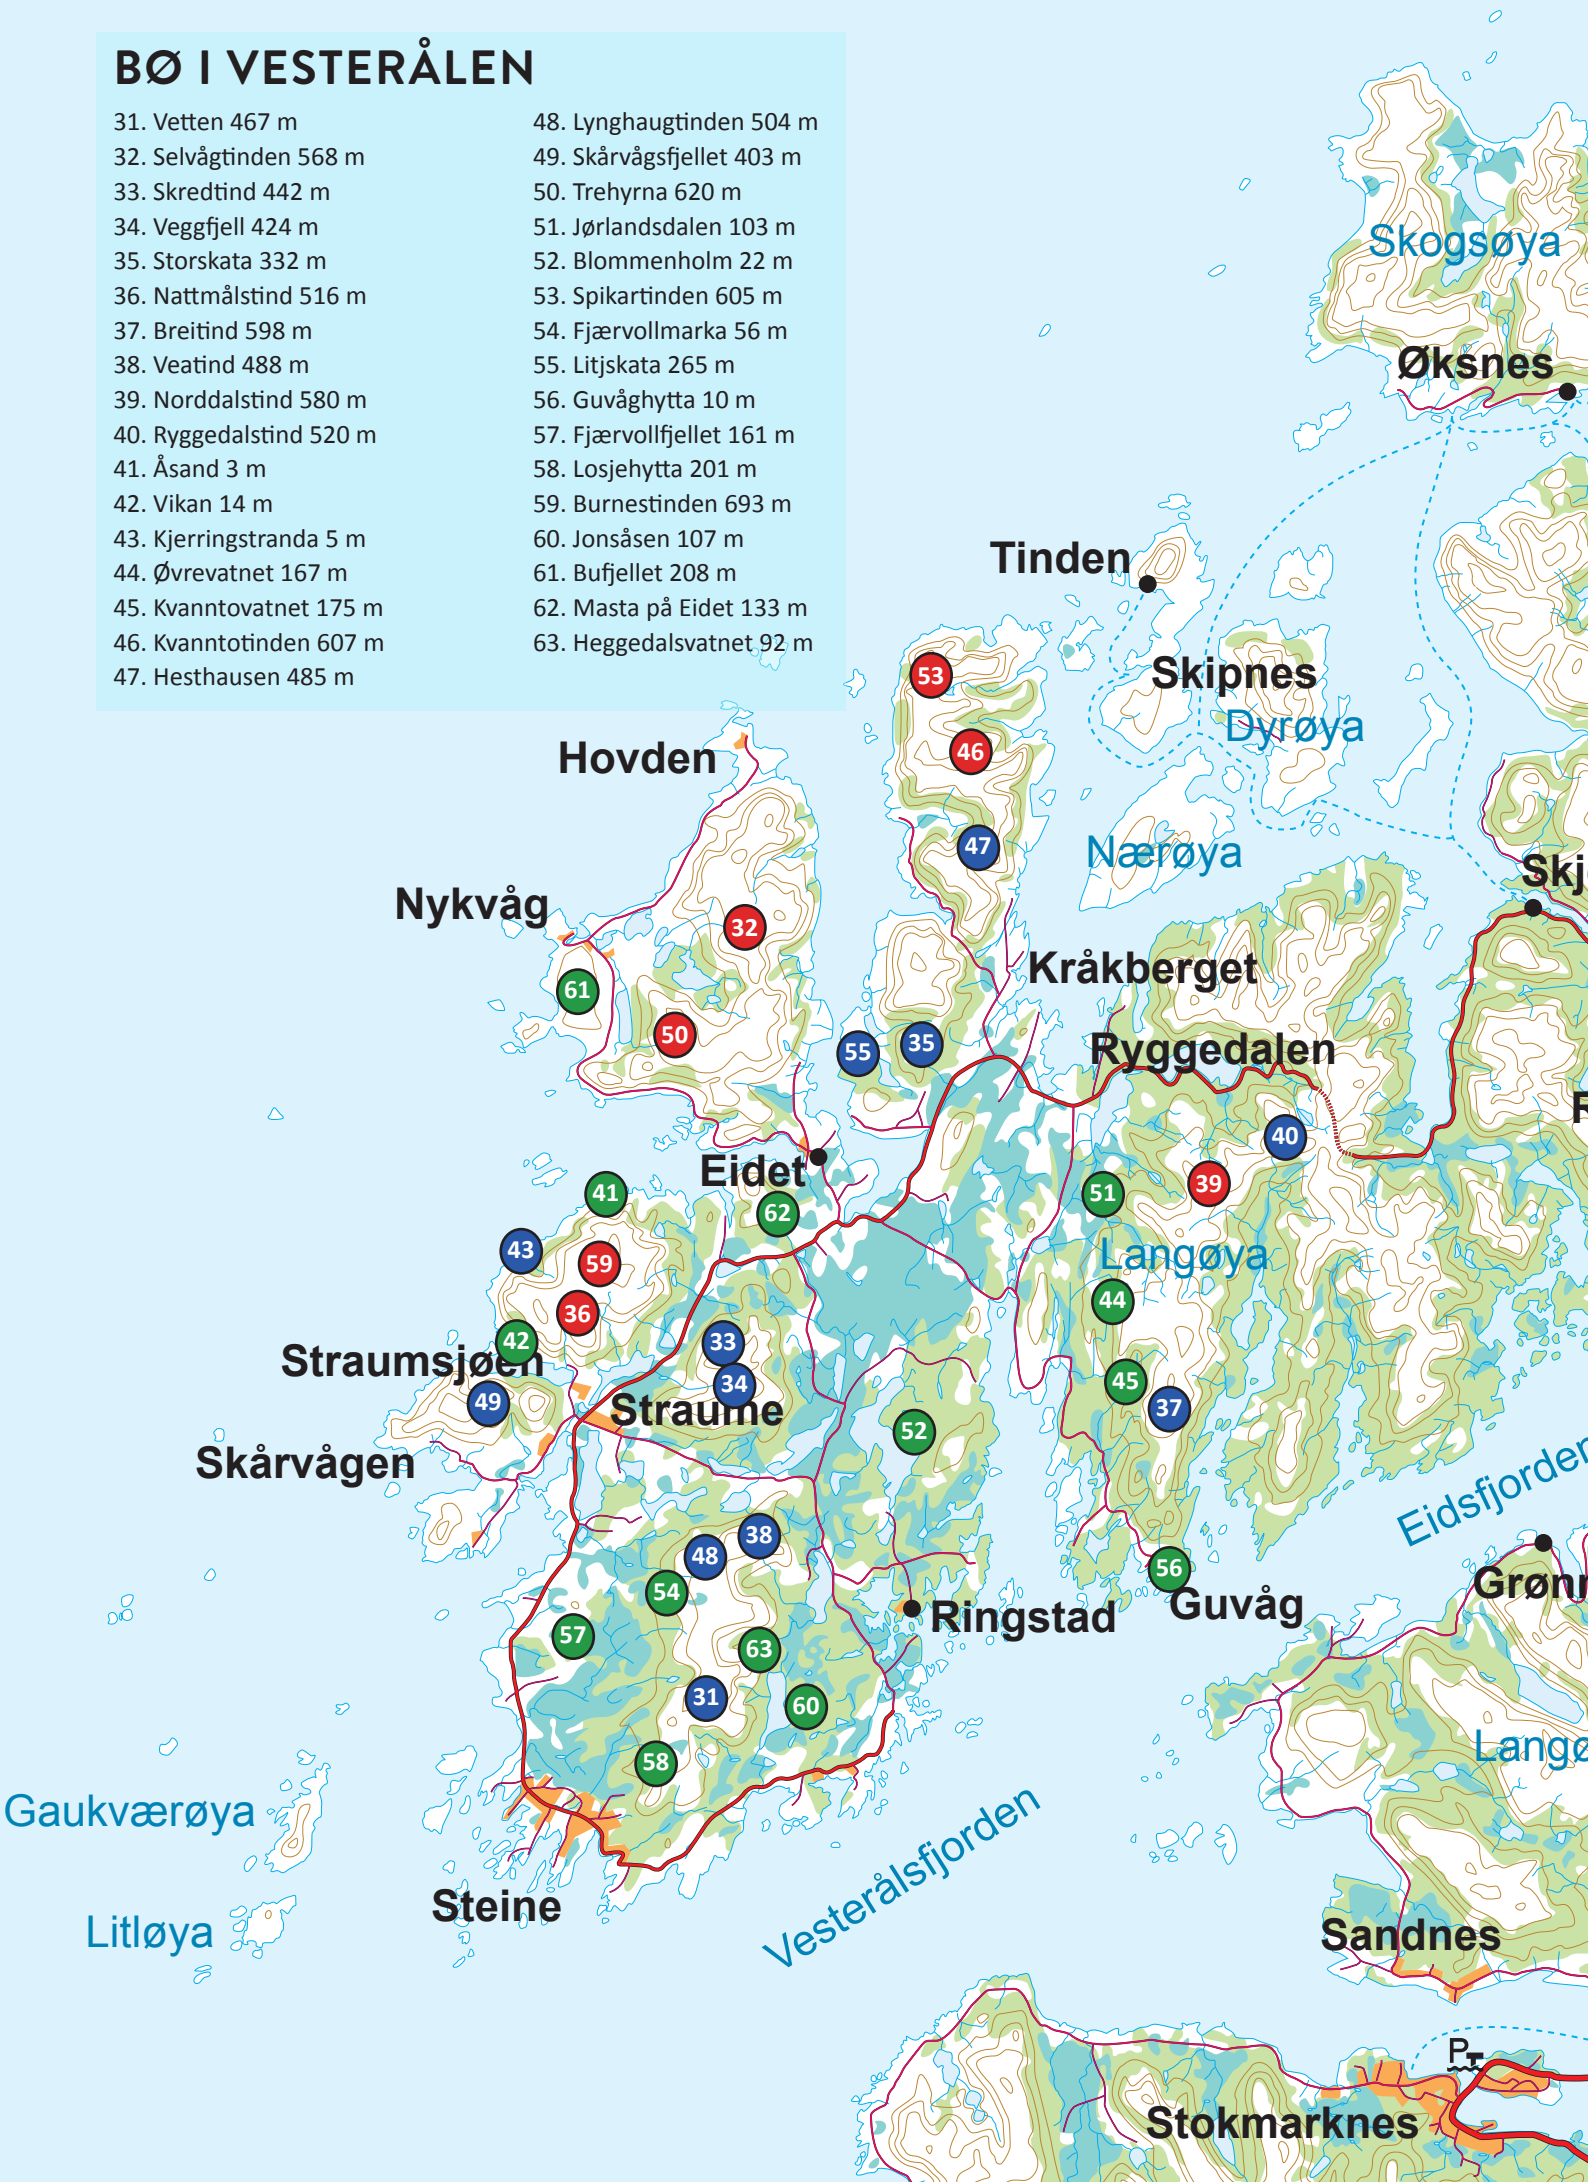 BØ I VESTERÅLEN
31. Vetten 467 m
32. Selvågtinden 568 m
33. Skredtind 442 m
34. Veggfjell 424 m
35. Storskata 332 m
36. Nattmålstind 516 m
37. Breitind 598 m
38. Veatind 488 m
39. Norddalstind 580 m
40. Ryggedalstind 520 m
41. Åsand 3 m
42. Vikan 14 m
43. Kjerringstranda 5 m
44. Øvrevatnet 167 m
45. Kvanntovatnet 175 m
46. Kvanntotinden 607 m
47. Hesthausen 485 m
48. Lynghaugtinden 504 m
49. Skårvågsfjellet 403 m
50. Trehyrna 620 m
51. Jørlandsdalen 103 m
52. Blommenholm 22 m
53. Spikartinden 605 m
54. Fjærvollmarka 56 m
55. Litjskata 265 m
56. Guvåghytta 10 m
57. Fjærvollfjellet 161 m
58. Losjehytta 201 m
59. Burnestinden 693 m
60. Jonsåsen 107 m
61. Bufjellet 208 m
62. Masta på Eidet 133 m
63. Heggedalsvatnet 92 m
Skogsøya
Øksnes
Tinden
53
Skipnes
Dyrøya
46
Hovden
47
Nærøya
Skj
Nykvåg
32
Kråkberget
61
50
55
35
Ryggedalen
R
40
Eidet
41
62
51
39
43
59
Langøya
44
36
42
33
Straumsjøen
34
45
49
Straume
37
52
Skårvågen
Eidsfjorden
38
48
56
54
Grønn
Guvåg
Ringstad
57
63
31
60
Langø
58
Gaukværøya
Vesterålsfjorden
Steine
Litløya
Sandnes
P
Stokmarknes